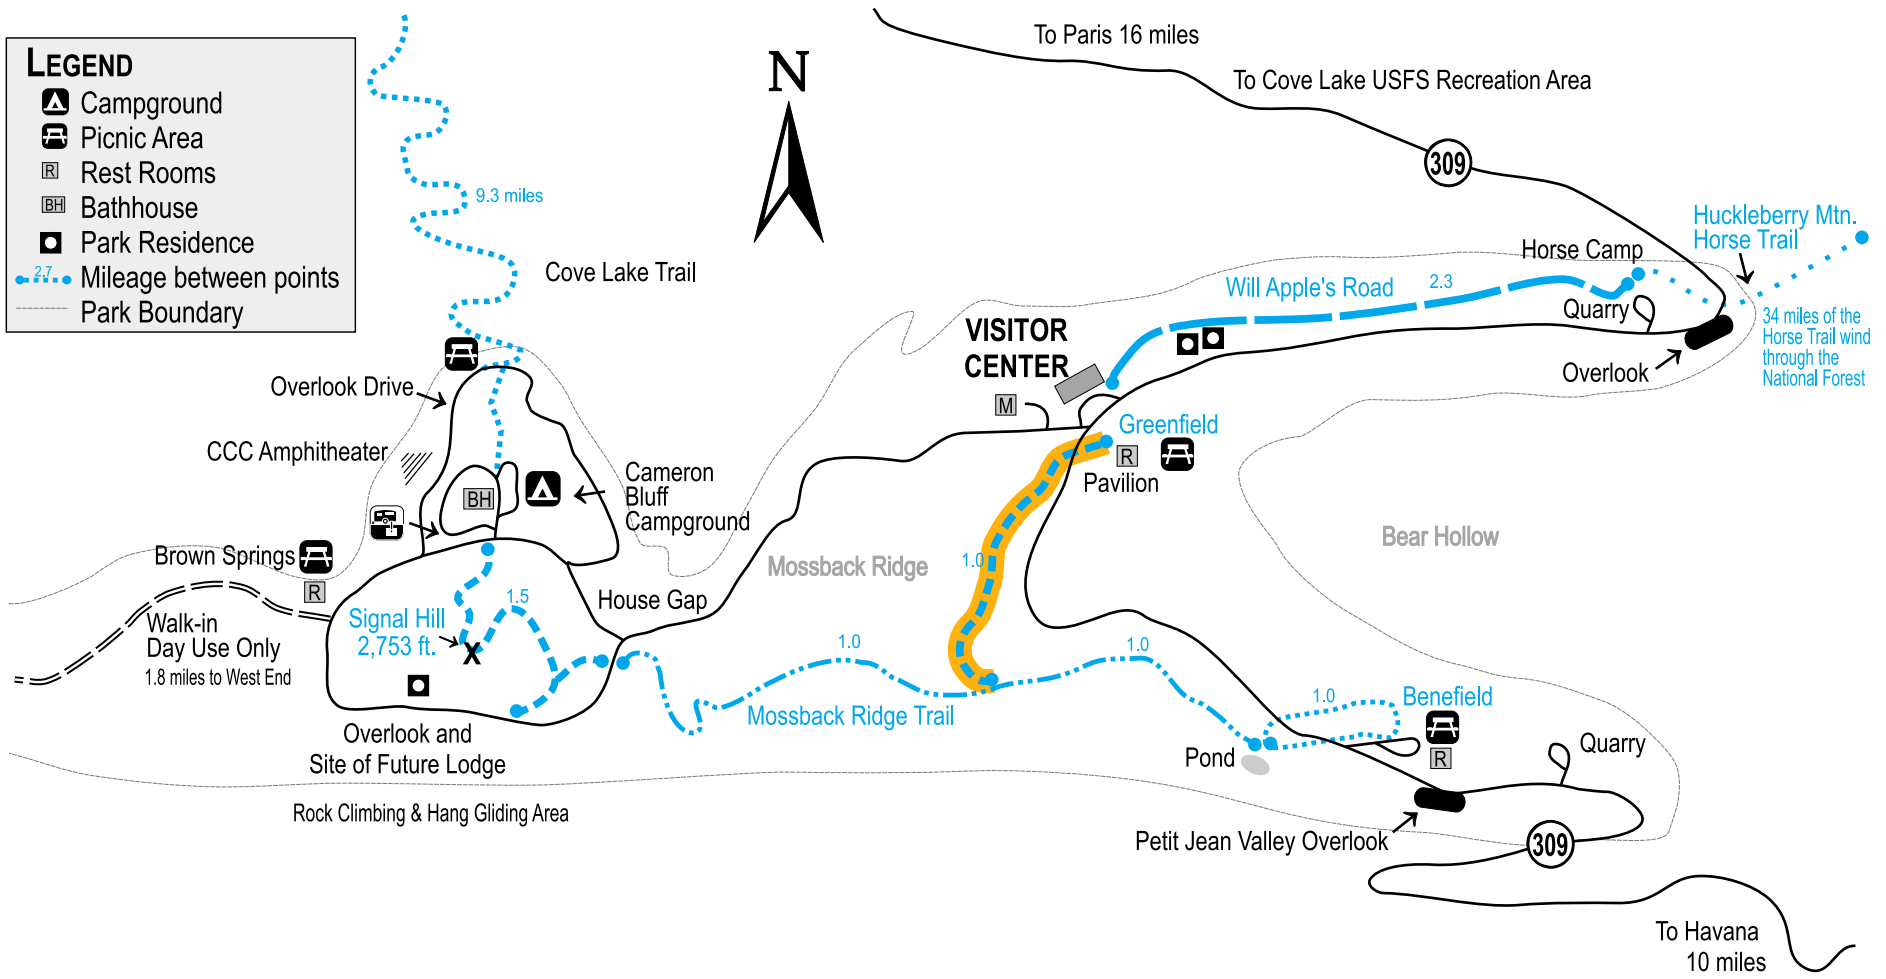 LEGEND
Campground
Picnic Area
R Rest Rooms
BH Bathhouse
Park Residence
2.7 Mileage between points
Park Boundary
N
To Paris 16 miles
To Cove Lake USFS Recreation Area
309
9.3 miles
Cove Lake Trail
Huckleberry Mtn.
Horse Trail
Horse Camp
Will Apple's Road
2.3
Quarry
34 miles of the
Horse Trail wind
through the
National Forest
Overlook
VISITOR
CENTER
M
Greenfield
R
Pavilion
Overlook Drive
CCC Amphitheater
BH
Cameron
Bluff
Campground
Bear Hollow
Mossback Ridge
1.0
Brown Springs
R
Walk-in
Day Use Only
1.8 miles to West End
Signal Hill
2,753 ft.
X
1.5
House Gap
1.0
1.0
Mossback Ridge Trail
1.0
Benefield
R
Pond
Quarry
Overlook and
Site of Future Lodge
Rock Climbing & Hang Gliding Area
Petit Jean Valley Overlook
309
To Havana
10 miles